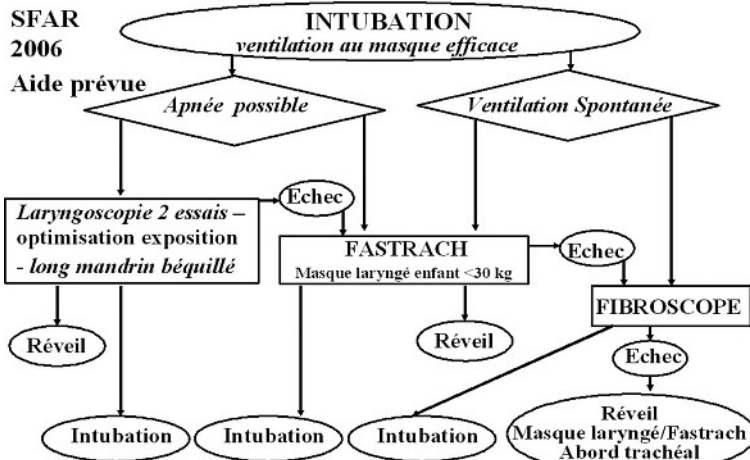 SFAR
2006
Aide prévue
INTUBATION
ventilation au masque efficace
Apnée possible
Ventilation Spontanée
Laryngoscopie 2 essais –
optimisation exposition
- long mandrin béquillé
Echec
FASTRACH
Masque laryngé enfant <30 kg
Echec
FIBROSCOPE
Réveil
Réveil
Echec
Intubation
Intubation
Intubation
Réveil
Masque laryngé/Fastrach
Abord trachéal